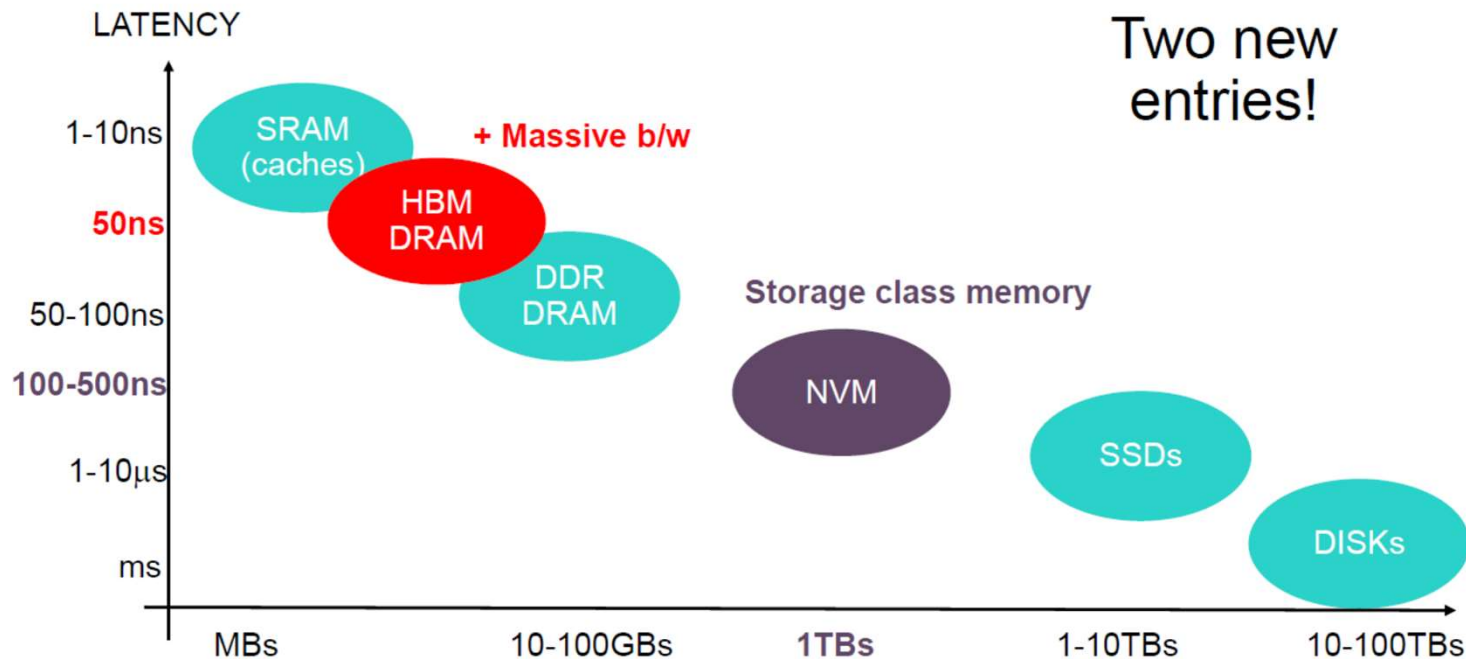 LATENCY
Two new
entries!
1-10ns
SRAM
(caches)
+ Massive b/w
50ns
HBM
DRAM
50-100ns
DDR
DRAM
Storage class memory
100-500ns
NVM
1-10μs
SSDs
ms
DISKs
MBs
10-100GBs
1TBs
1-10TBs
10-100TBs